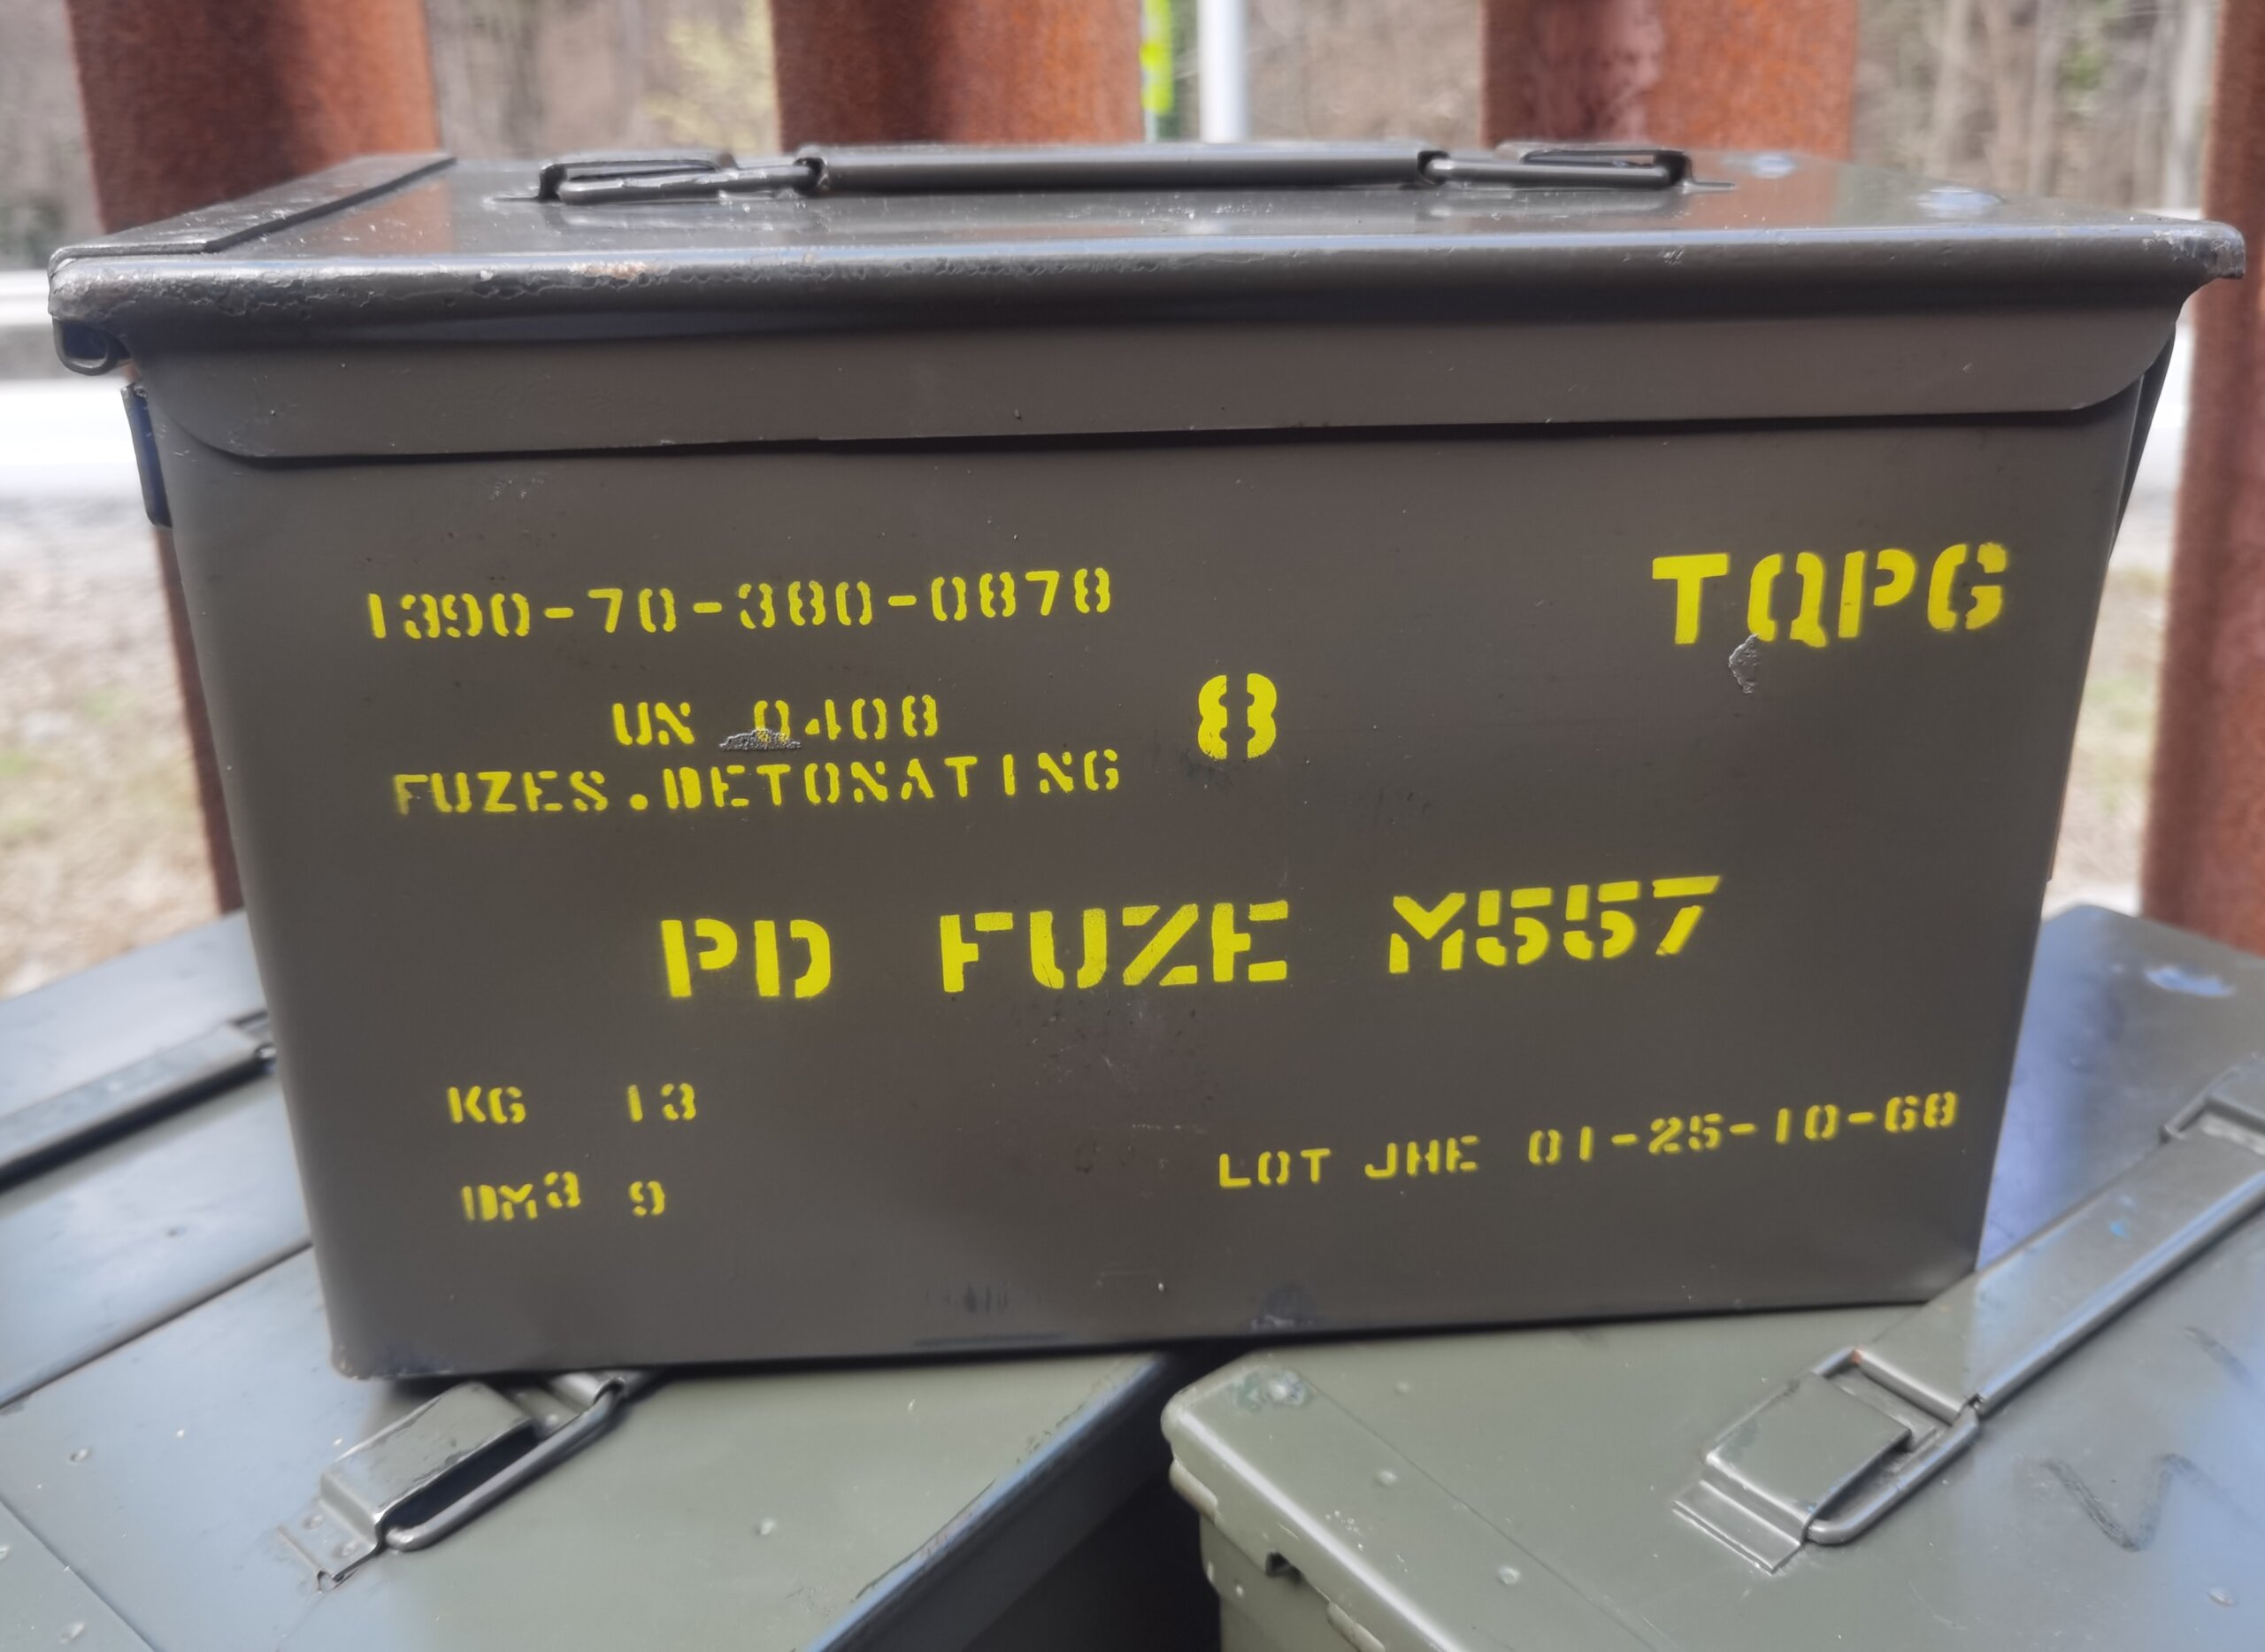 1390-70-380-0878
TQPG
UN 0408
8
FUZES.DETONATING
PD FUZE M557
KG 13
DM3 9
LOT JHE 01-25-10-68